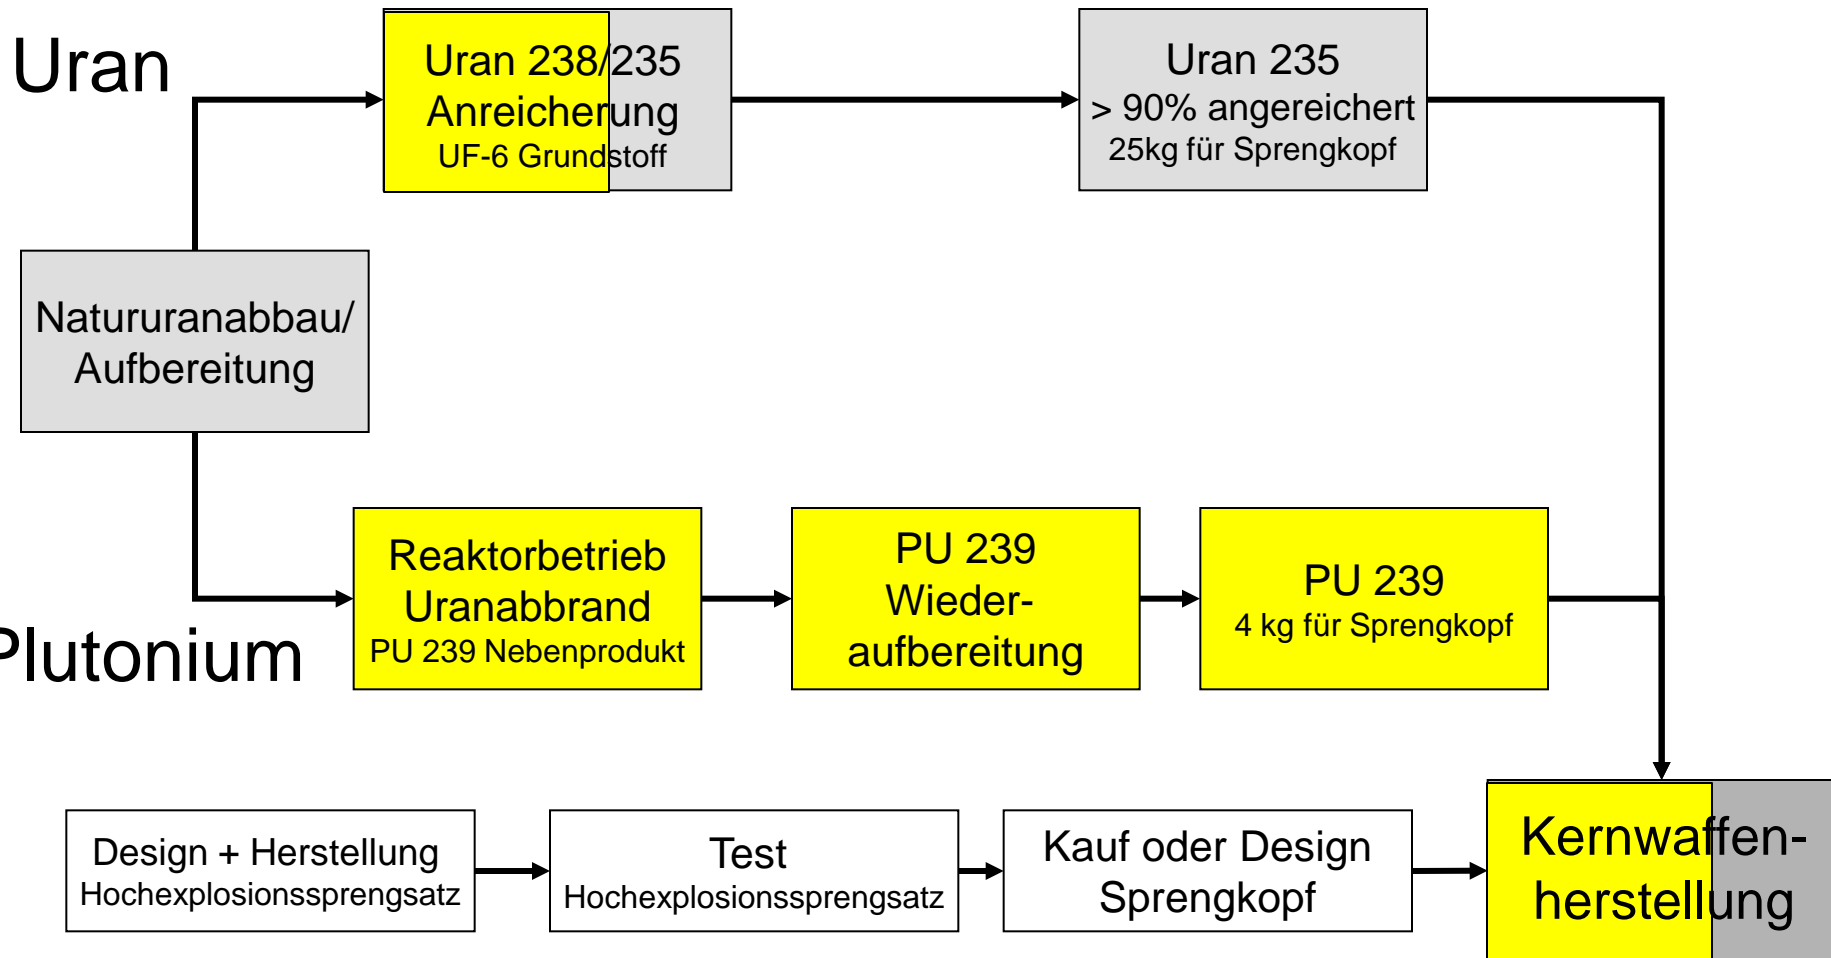 Uran
Uran 238/235
Anreicherung
UF-6 Grundstoff
Uran 235
> 90% angereichert
25kg für Sprengkopf
Natururanabbau/
Aufbereitung
Plutonium
Reaktorbetrieb
Uranabbrand
PU 239 Nebenprodukt
PU 239
Wieder-
aufbereitung
PU 239
4 kg für Sprengkopf
Design + Herstellung
Hochexplosionssprengsatz
Test
Hochexplosionssprengsatz
Kauf oder Design
Sprengkopf
Kernwaffen-
herstellung